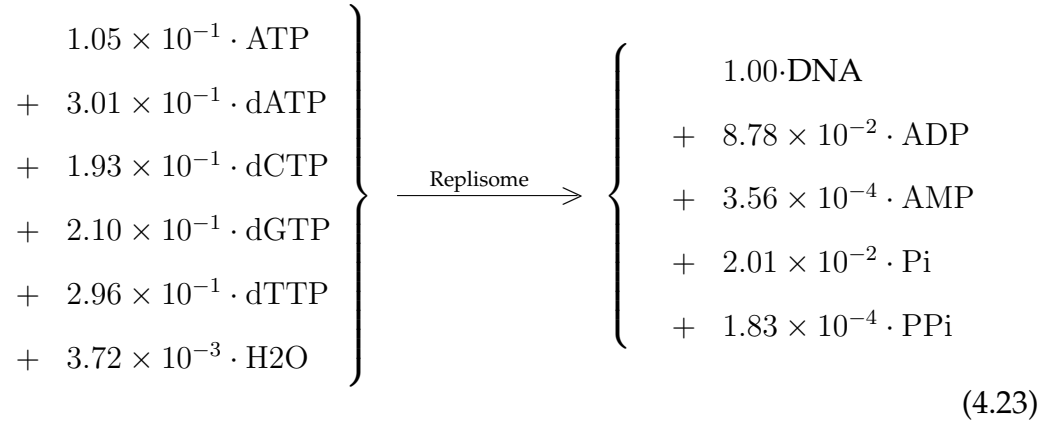 1.05 × 10⁻¹ · ATP
+ 3.01 × 10⁻¹ · dATP
+ 1.93 × 10⁻¹ · dCTP
+ 2.10 × 10⁻¹ · dGTP
+ 2.96 × 10⁻¹ · dTTP
+ 3.72 × 10⁻³ · H2O
Replisome
1.00·DNA
+ 8.78 × 10⁻² · ADP
+ 3.56 × 10⁻⁴ · AMP
+ 2.01 × 10⁻² · Pi
+ 1.83 × 10⁻⁴ · PPi
(4.23)